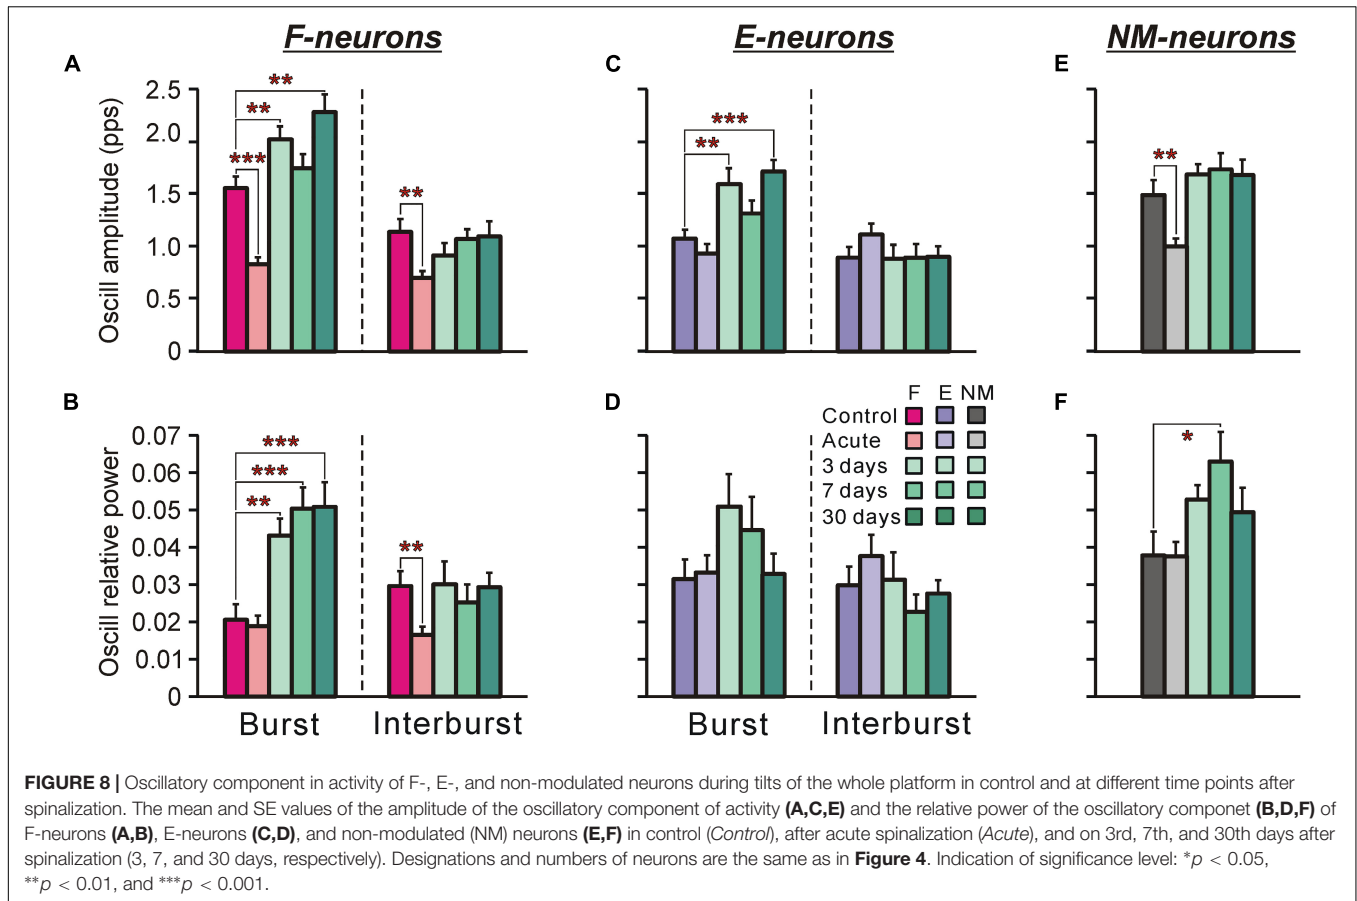 F-neurons
E-neurons
NM-neurons
A
Oscill amplitude (pps)
2.5
2.0
1.5
1.0
0.5
0
**
**
***
**
C
***
**
E
**
B
Oscill relative power
0.07
0.06
0.05
0.04
0.03
0.02
0.01
0
***
***
**
**
Burst
Interburst
D
Burst
Interburst
F E NM
Control
Acute
3 days
7 days
30 days
F
*
FIGURE 8 | Oscillatory component in activity of F-, E-, and non-modulated neurons during tilts of the whole platform in control and at different time points after
spinalization. The mean and SE values of the amplitude of the oscillatory component of activity (A,C,E) and the relative power of the oscillatory componet (B,D,F) of
F-neurons (A,B), E-neurons (C,D), and non-modulated (NM) neurons (E,F) in control (Control), after acute spinalization (Acute), and on 3rd, 7th, and 30th days after
spinalization (3, 7, and 30 days, respectively). Designations and numbers of neurons are the same as in Figure 4. Indication of significance level: *p < 0.05,
**p < 0.01, and ***p < 0.001.